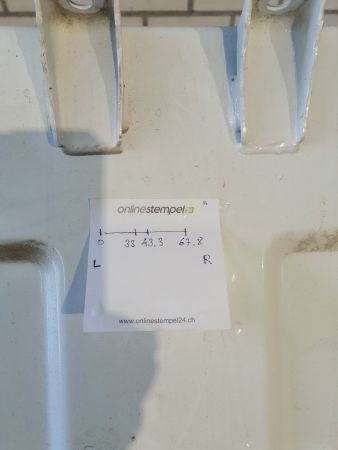 onlinestempel24
0 33 43,3 67.8
L R
www.onlinestempel24.ch